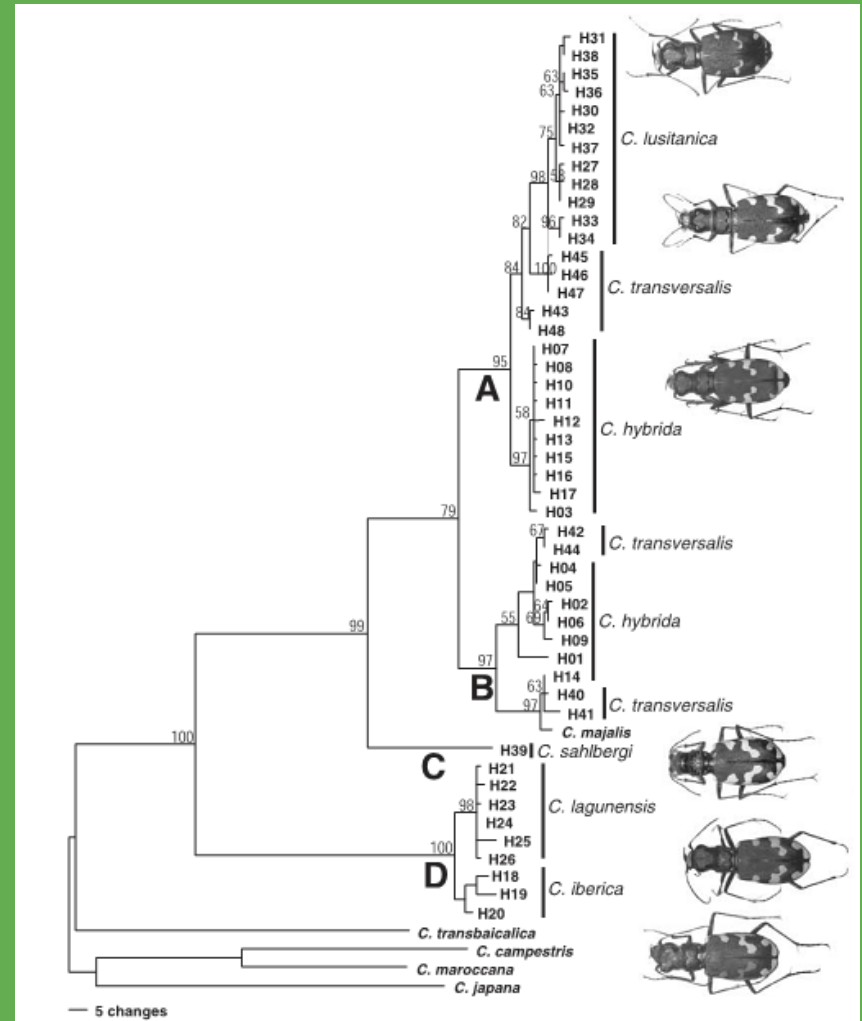 H31
H38
63 H35
63 H36
H30
H32
75
H37
C. lusitanica
H27
98 58 H28
H29
82 96 H33
H34
H45
84 100 H46
H47
C. transversalis
84 H43
H48
H07
95 H08
A
H10
H11
58 H12
C. hybrida
H13
97 H15
H16
H17
H03
79
67 H42
H44
C. transversalis
H04
H05
64 H02
55 69 H06
C. hybrida
H09
99
97 H01
B
H14
63 H40
97 H41
C. transversalis
C. majalis
100
H39 C. sahlbergi
C
H21
H22
98 H23
C. lagunensis
H24
100 H25
H26
D
H18
H19
C. iberica
H20
C. transbaicalica
C. campestris
C. maroccana
C. japana
5 changes